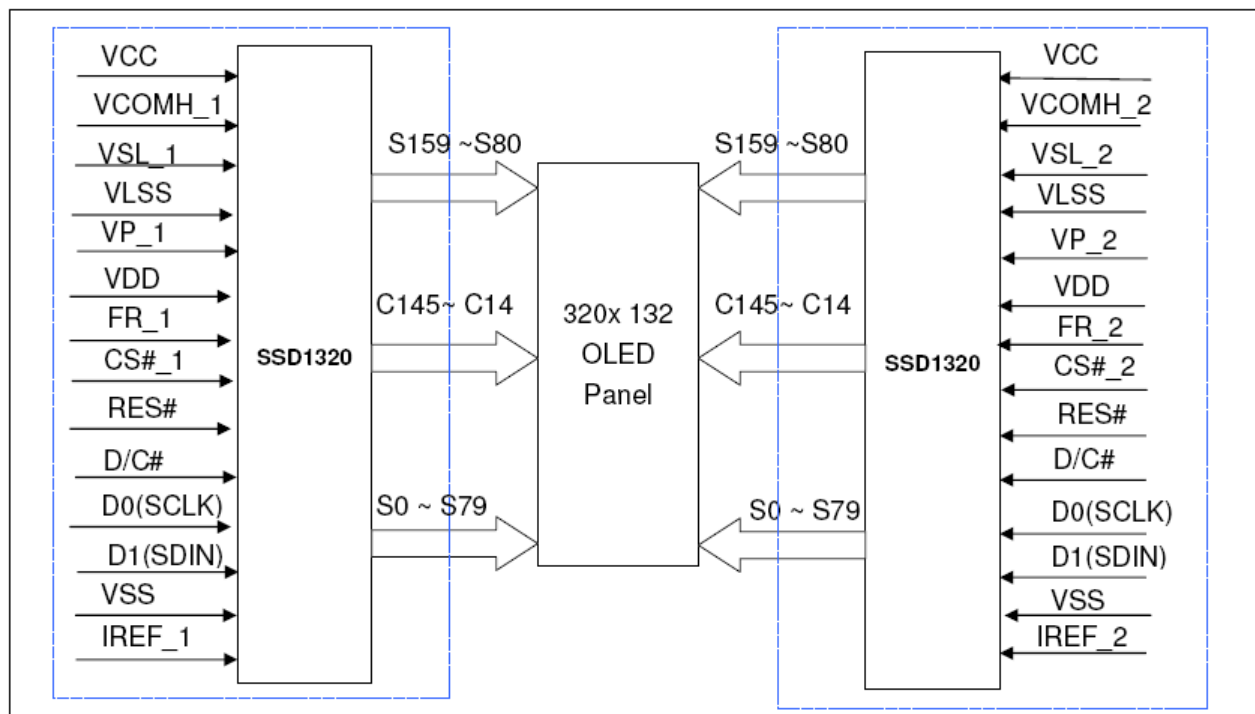 VCC
VCOMH_1
VSL_1
VLSS
VP_1
VDD
FR_1
CS#_1
RES#
D/C#
D0(SCLK)
D1(SDIN)
VSS
IREF_1
SSD1320
S159 ~S80
C145~ C14
S0 ~ S79
320x 132
OLED
Panel
S159 ~S80
C145~ C14
S0 ~ S79
SSD1320
VCC
VCOMH_2
VSL_2
VLSS
VP_2
VDD
FR_2
CS#_2
RES#
D/C#
D0(SCLK)
D1(SDIN)
VSS
IREF_2